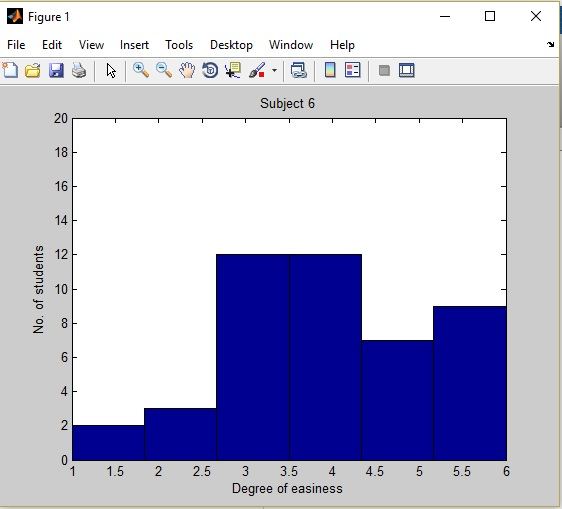 Figure 1
File Edit View Insert Tools Desktop Window Help
Subject 6
20
18
16
14
12
10
8
6
4
2
0
No. of students
1 1.5 2 2.5 3 3.5 4 4.5 5 5.5 6
Degree of easiness